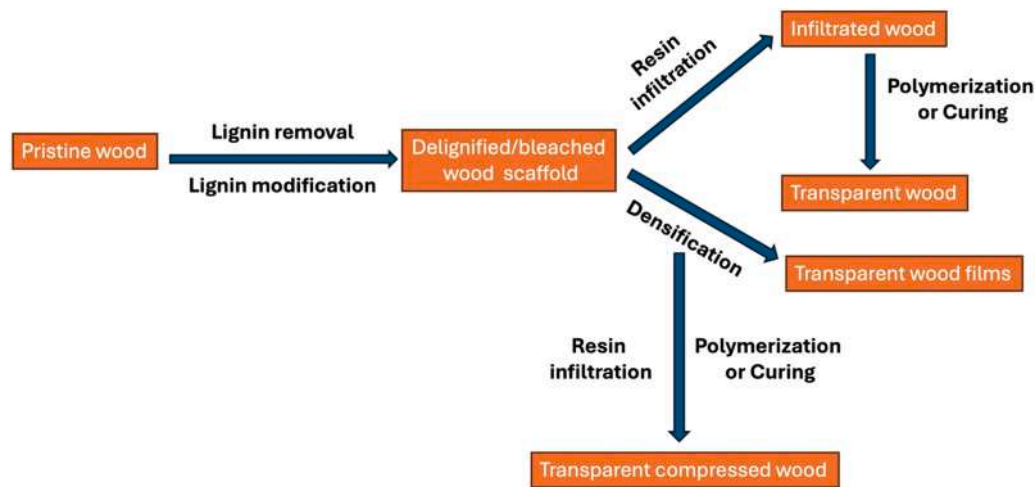 Pristine wood
Lignin removal
Lignin modification
Delignified/bleached
wood scaffold
Resin
infiltration
Infiltrated wood
Polymerization
or Curing
Transparent wood
Densification
Transparent wood films
Resin
infiltration
Polymerization
or Curing
Transparent compressed wood